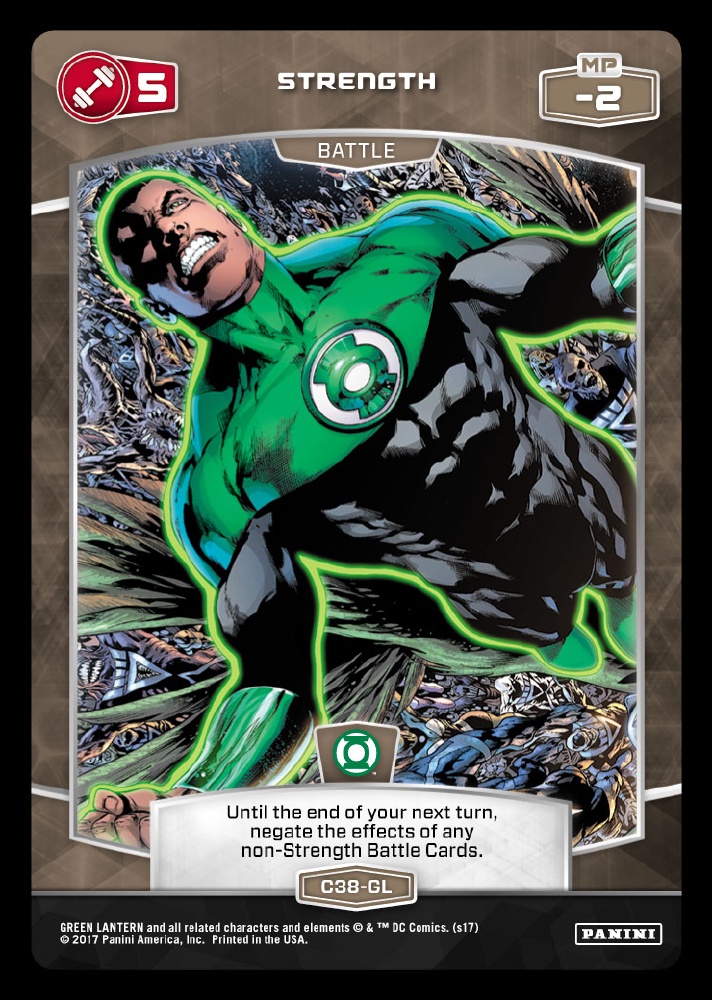 5
STRENGTH
MP
-2
BATTLE
Until the end of your next turn,
negate the effects of any
non-Strength Battle Cards.
C38-GL
GREEN LANTERN and all related characters and elements © & ™ DC Comics. (s17)
© 2017 Panini America, Inc. Printed in the USA.
PANINI